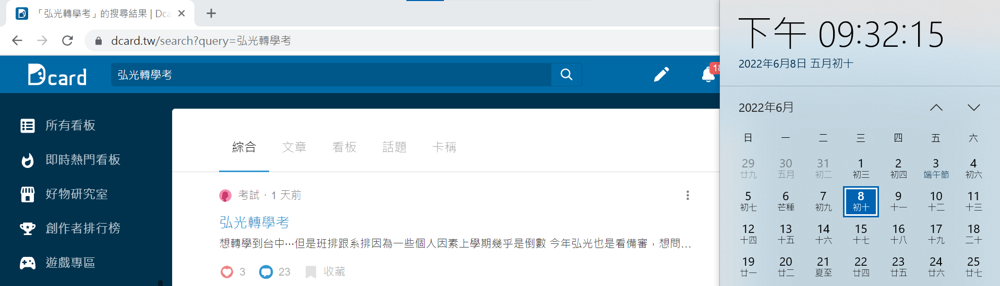 「弘光轉學考」的搜尋結果 | Dca
dcard.tw/search?query=弘光轉學考
Dcard
弘光轉學考
18
所有看板
即時熱門看板
好物研究室
創作者排行榜
遊戲專區
綜合 文章 看板 話題 卡稱
考試・1 天前
弘光轉學考
想轉學到台中⋯但是班排跟系排因為一些個人因素上學期幾乎是倒數 今年弘光也是看備審，想問...
3 23 收藏
下午 09:32:15
2022年6月8日 五月初十
2022年6月
日 一 二 三 四 五 六
29 30 31 1 2 3 4
廿九 五月 初二 初三 初四 端午節 初六
5 6 7 8 9 10 11
初七 芒種 初九 初十 十一 十二 十三
12 13 14 15 16 17 18
十四 十五 十六 十七 十八 十九 二十
19 20 21 22 23 24 25
廿一 廿二 夏至 廿四 廿五 廿六 廿七